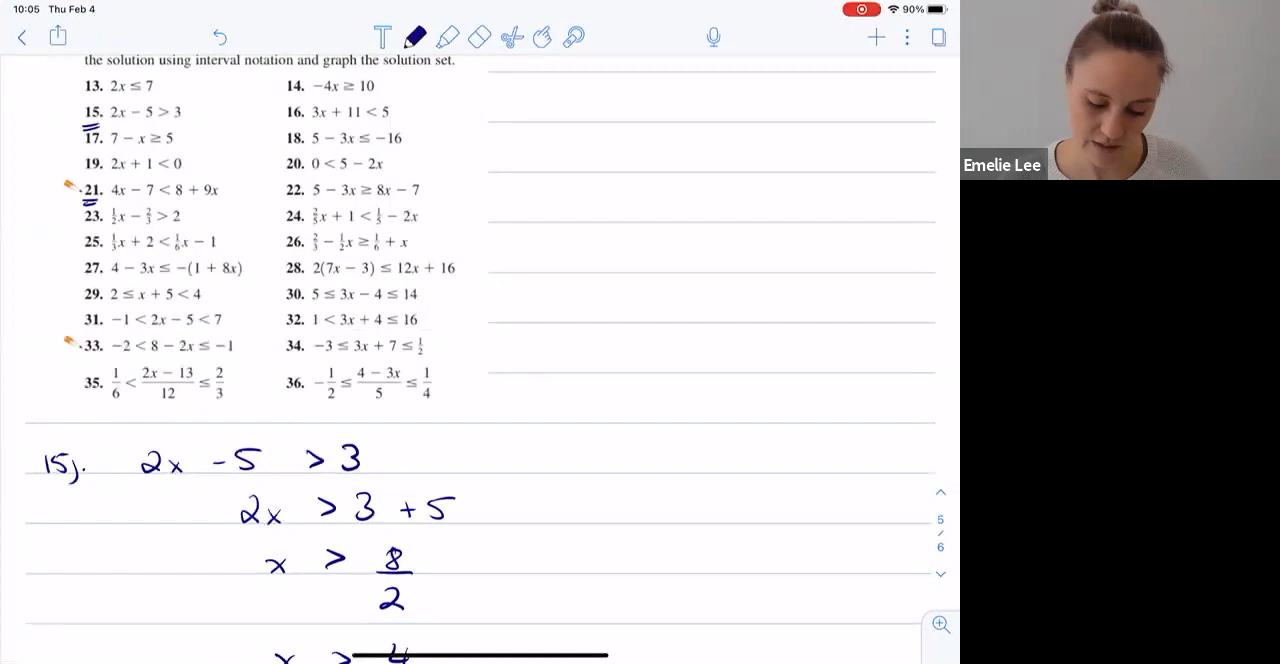 10:05 Thu Feb 4
90%
T
the solution using interval notation and graph the solution set.
13. 2x ≤ 7
14. −4x ≥ 10
15. 2x − 5 > 3
16. 3x + 11 < 5
17. 7 − x ≥ 5
18. 5 − 3x ≤ −16
19. 2x + 1 < 0
20. 0 < 5 − 2x
21. 4x − 7 < 8 + 9x
22. 5 − 3x ≥ 8x − 7
23. 1/2x − 2/3 > 2
24. 2/5x + 1 < 1/5 − 2x
25. 1/3x + 2 < 1/6x − 1
26. 2/3 − 1/2x ≥ 1/6 + x
27. 4 − 3x ≤ −(1 + 8x)
28. 2(7x − 3) ≤ 12x + 16
29. 2 ≤ x + 5 < 4
30. 5 ≤ 3x − 4 ≤ 14
31. −1 < 2x − 5 < 7
32. 1 < 3x + 4 ≤ 16
33. −2 < 8 − 2x ≤ −1
34. −3 ≤ 3x + 7 ≤ 1/2
35. 1/6 < (2x − 13)/12 ≤ 2/3
36. −1/2 ≤ (4 − 3x)/5 ≤ 1/4
15). 2x − 5 > 3
2x > 3 + 5
x > 8/2
x > 4
5
/
6
Emelie Lee